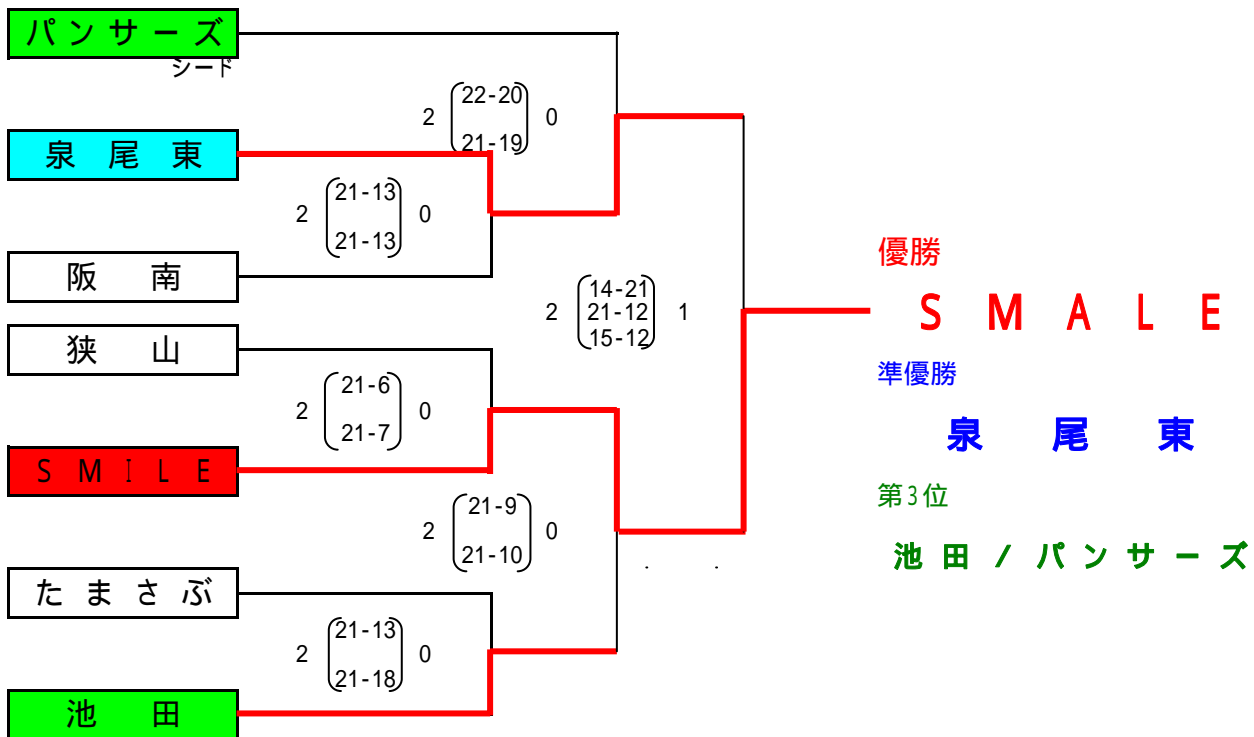 パンサーズ
シード
22-20
2 0
21-19
泉尾東
21-13
2 0
21-13
阪南
優勝
14-21
2 21-12 1
15-12
SMALE
狭山
準優勝
21-6
2 0
21-7
泉尾東
SMILE
第3位
21-9
2 0
21-10
池田/パンサーズ
たまさぶ
21-13
2 0
21-18
池田